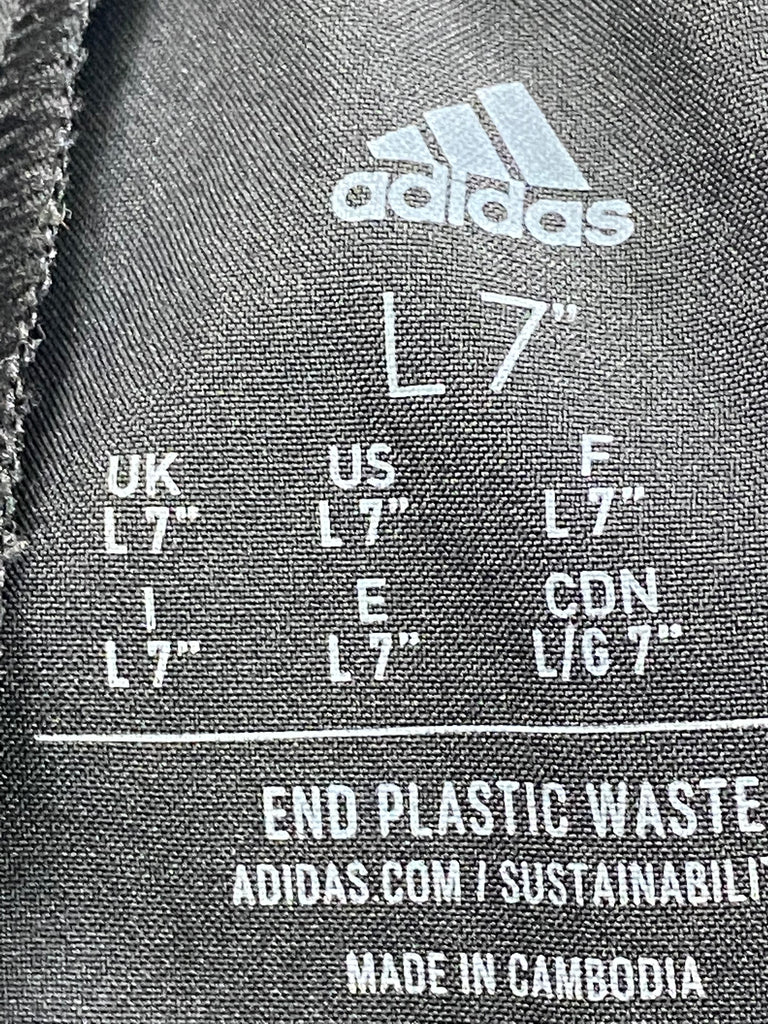 adidas
L 7"
UK US F
L 7" L 7" L 7"
I E CDN
L 7" L 7" L/G 7"
END PLASTIC WASTE
ADIDAS.COM / SUSTAINABILIT
MADE IN CAMBODIA